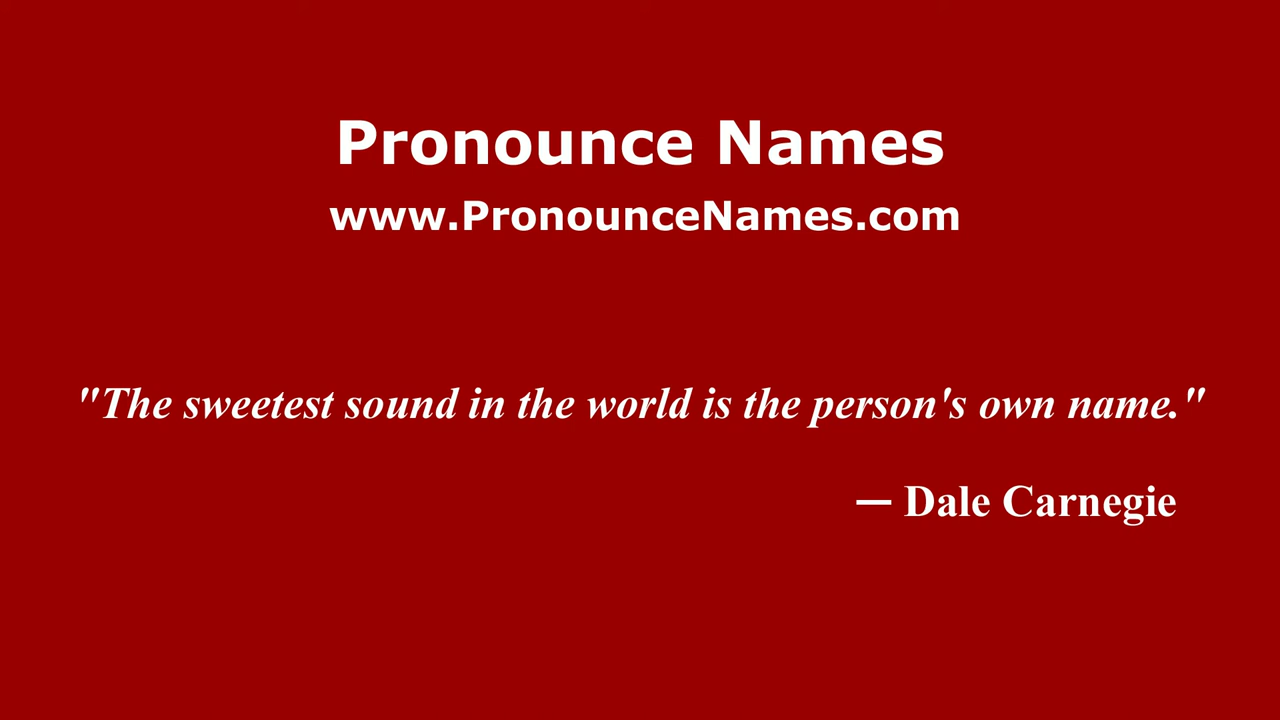 Pronounce Names
www.PronounceNames.com
"The sweetest sound in the world is the person's own name."
— Dale Carnegie